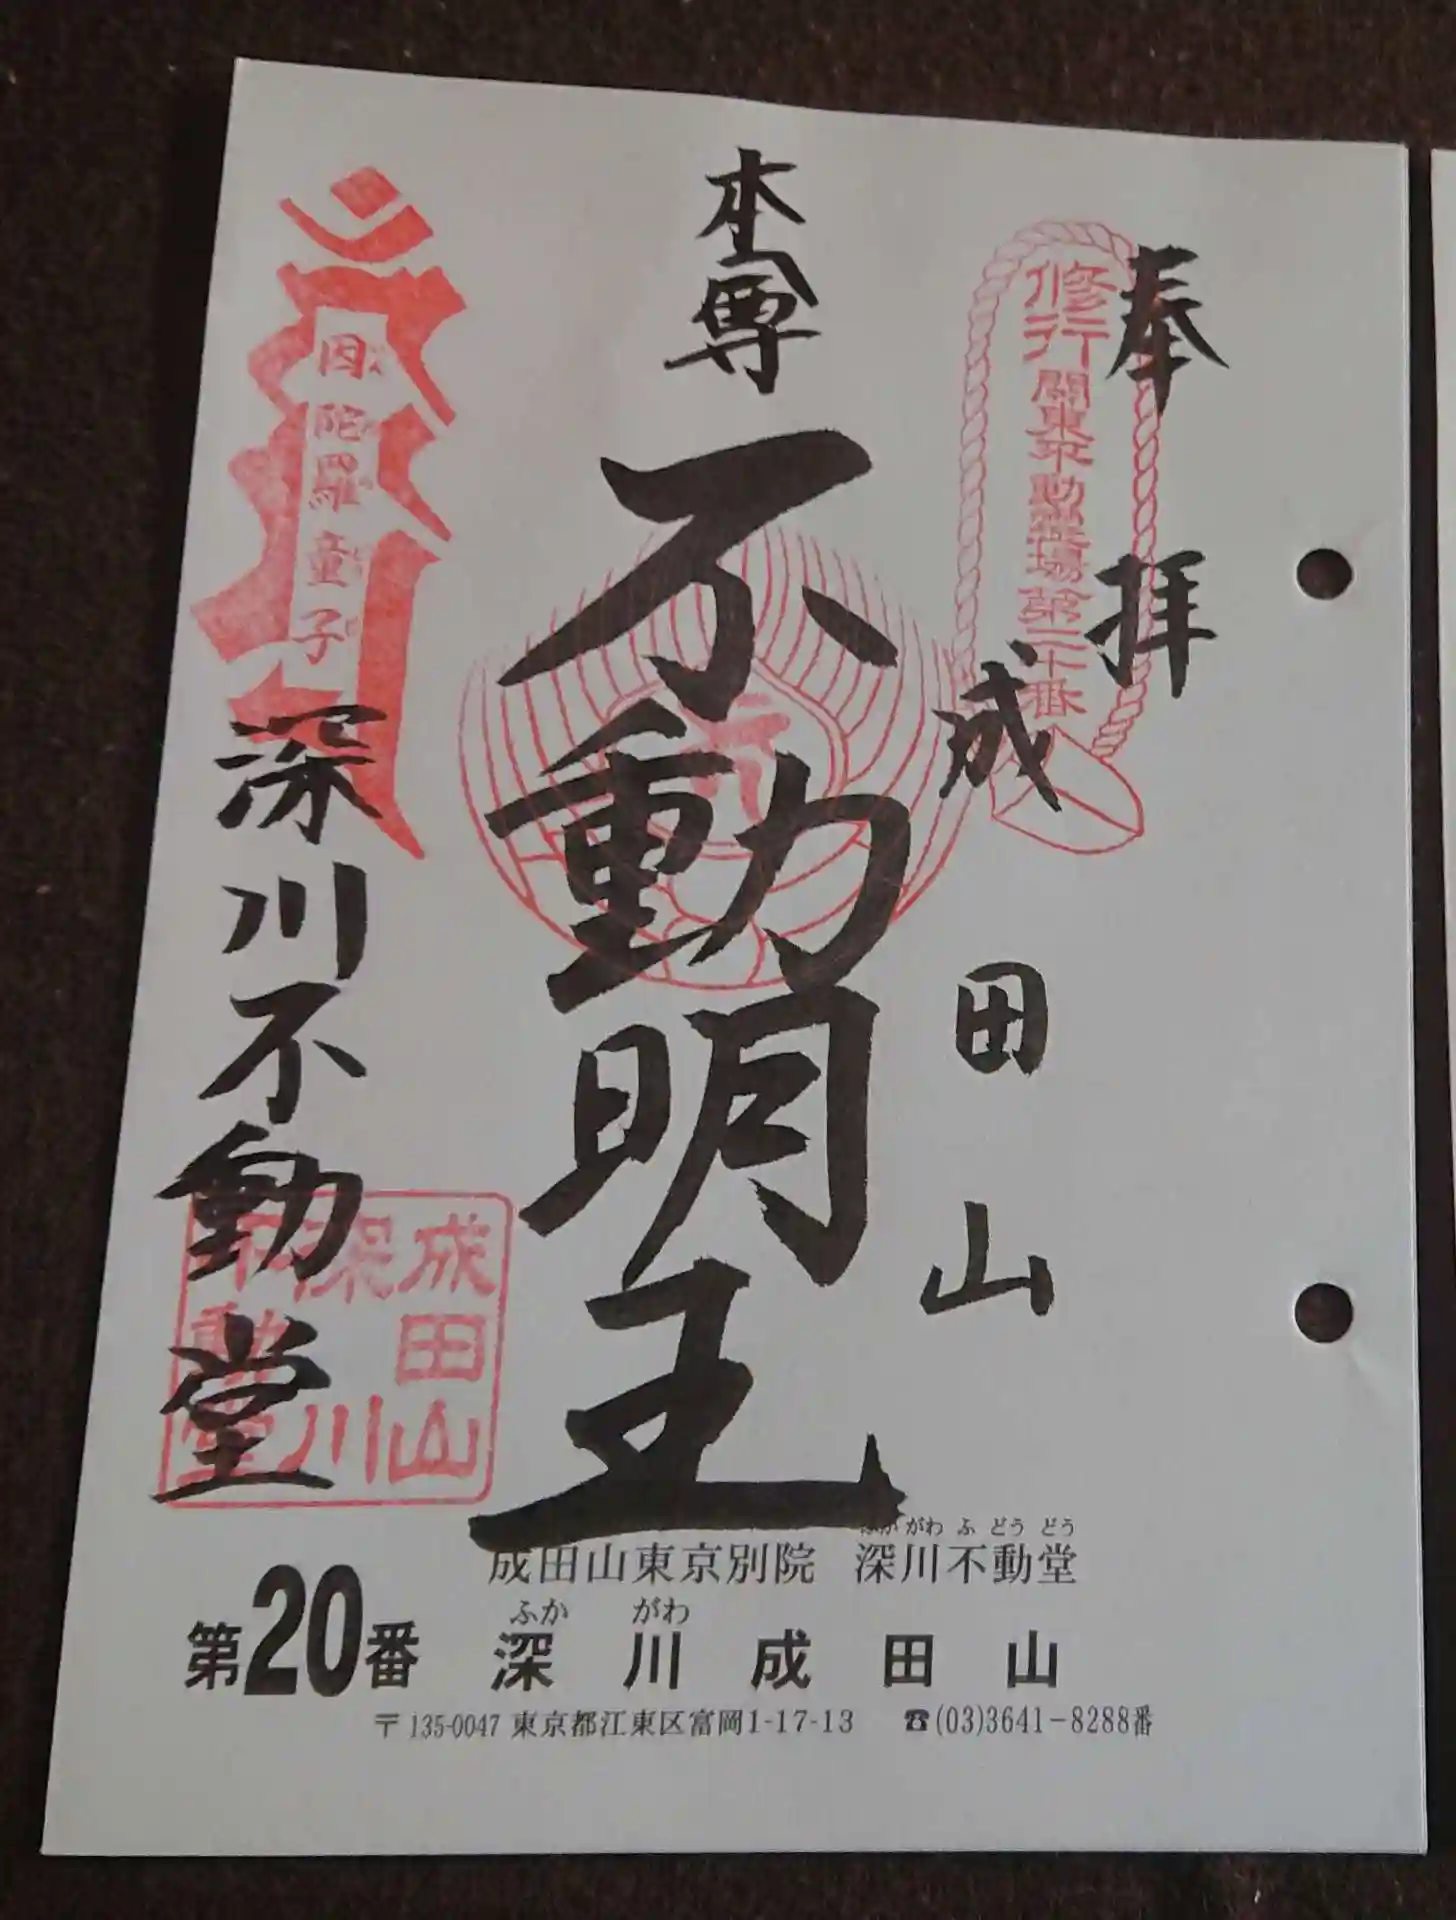 奉拝
修行関東不動霊場第二十番
成田山
本尊
不動明王
因陀羅童子
深川不動堂
成田山
深川
不動堂
ふかがわふどうどう
成田山東京別院 深川不動堂
ふか がわ
第20番 深川成田山
〒135-0047 東京都江東区富岡1-17-13 ☎(03)3641-8288番